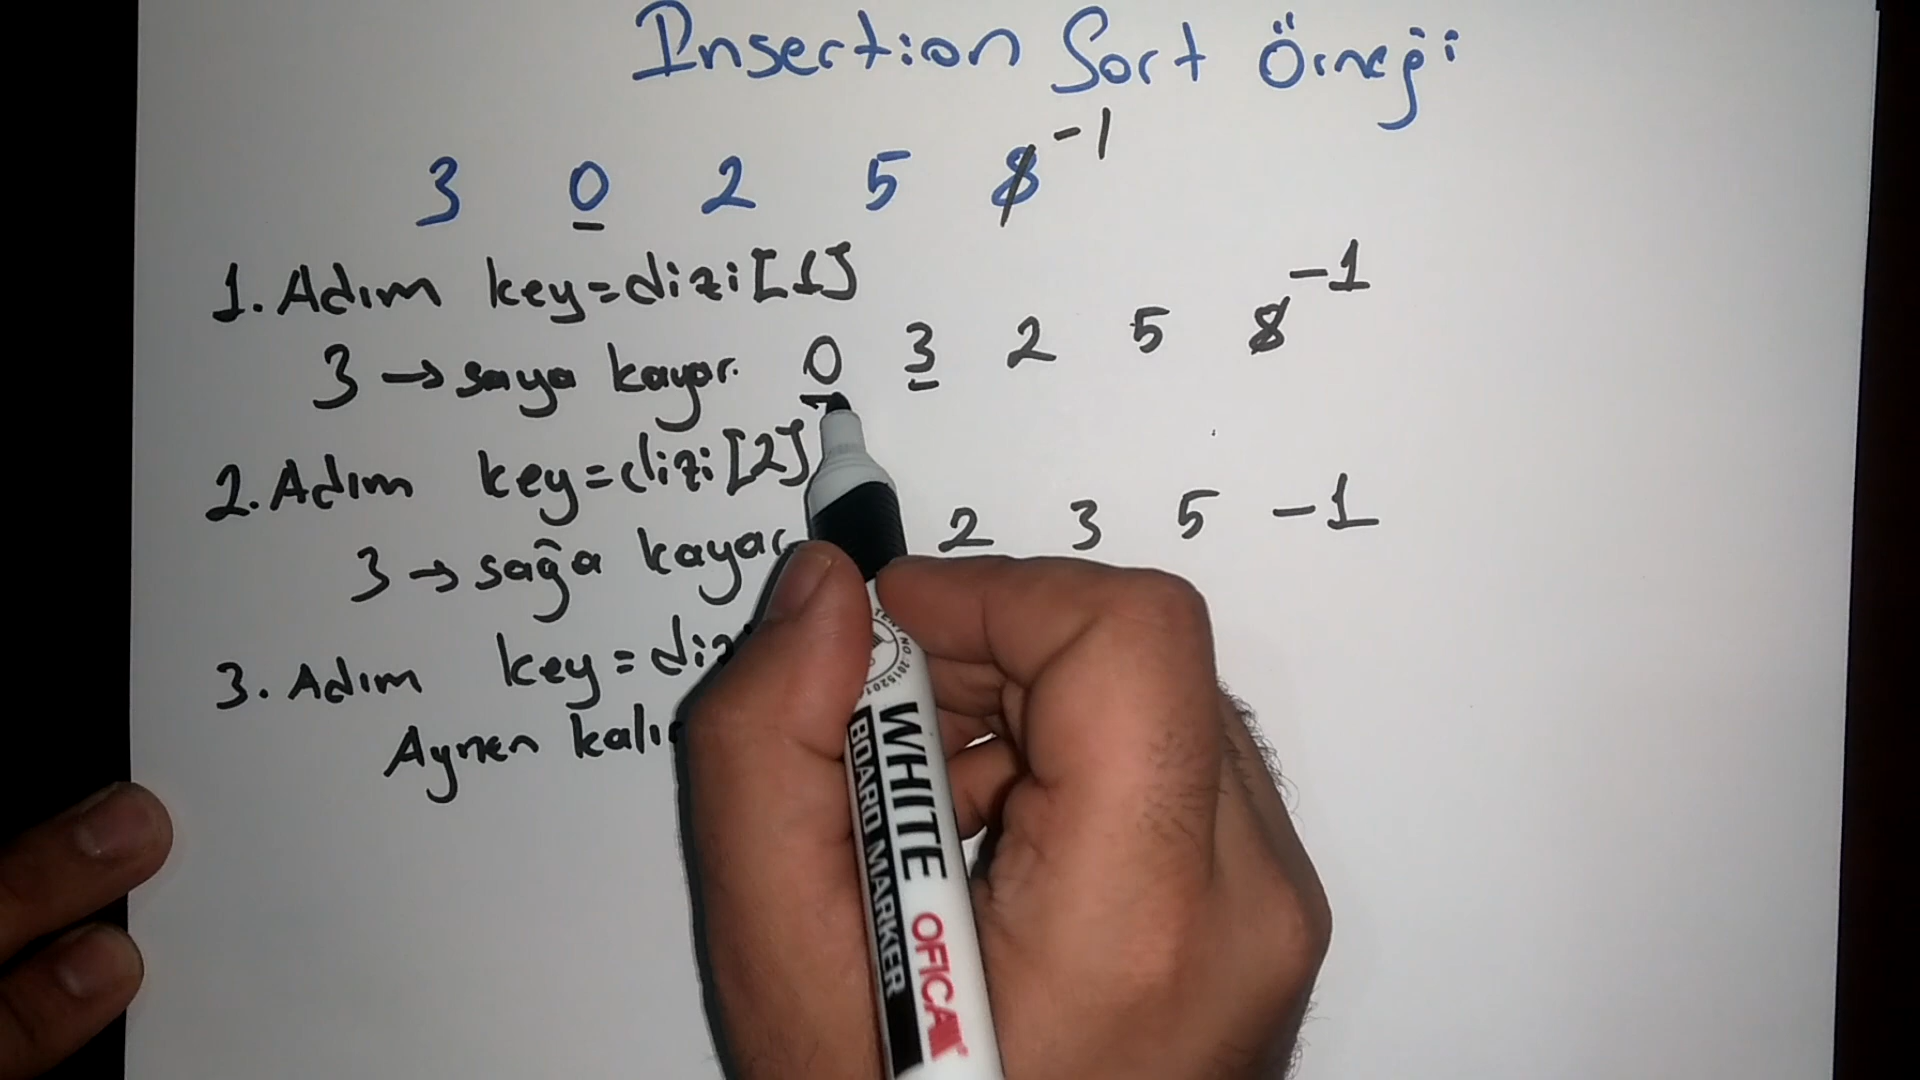 Insertion Sort Örneği
3 0 2 5 8 -1
1. Adım key=dizi[1]
-1
3 → sağa kayar. 0 3 2 5 8
2. Adım key=dizi[2]
2 3 5 -1
3 → sağa kayar
3. Adım key=diz
Aynen kalır
WHITE
BOARD MARKER
OFICA